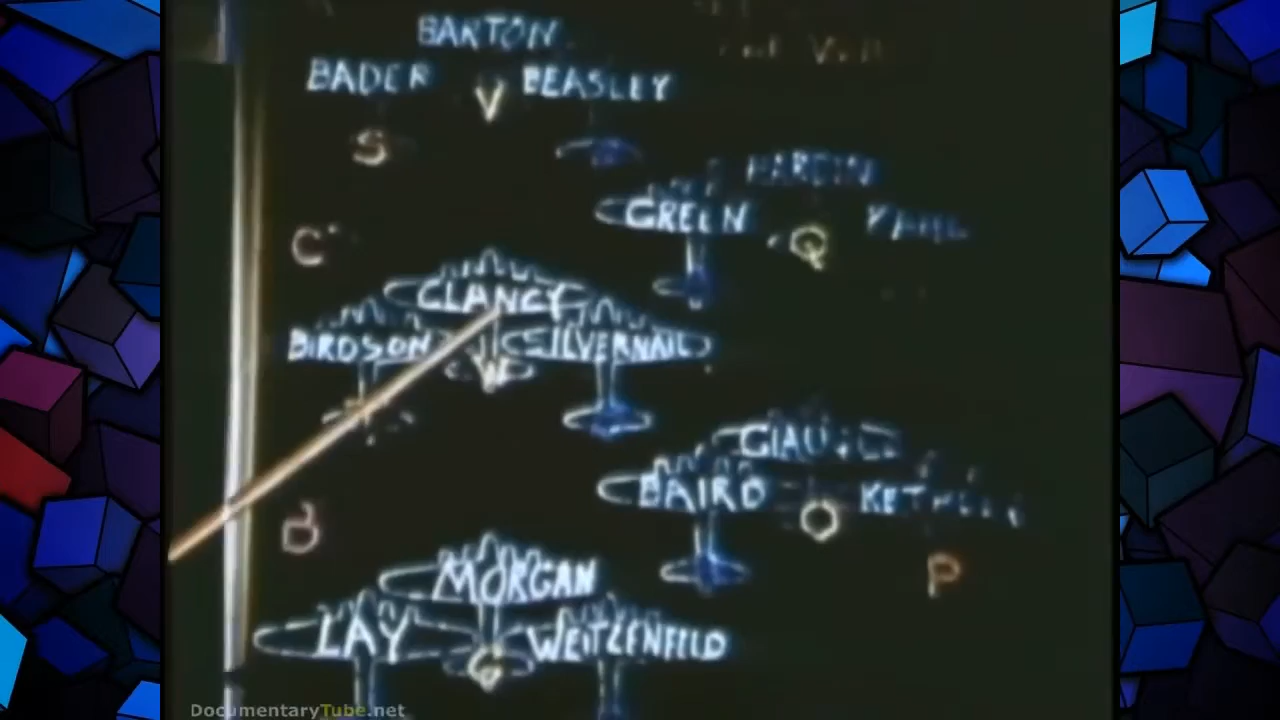 BARTON
BADER V BEASLEY
S
HARDIN
GREEN
Q
C
CLANCY
BIRDSON SILVERNAIL
W
BAIRD
O
P
B
MORGAN
LAY WEITZENFELD
G
DocumentaryTube.net